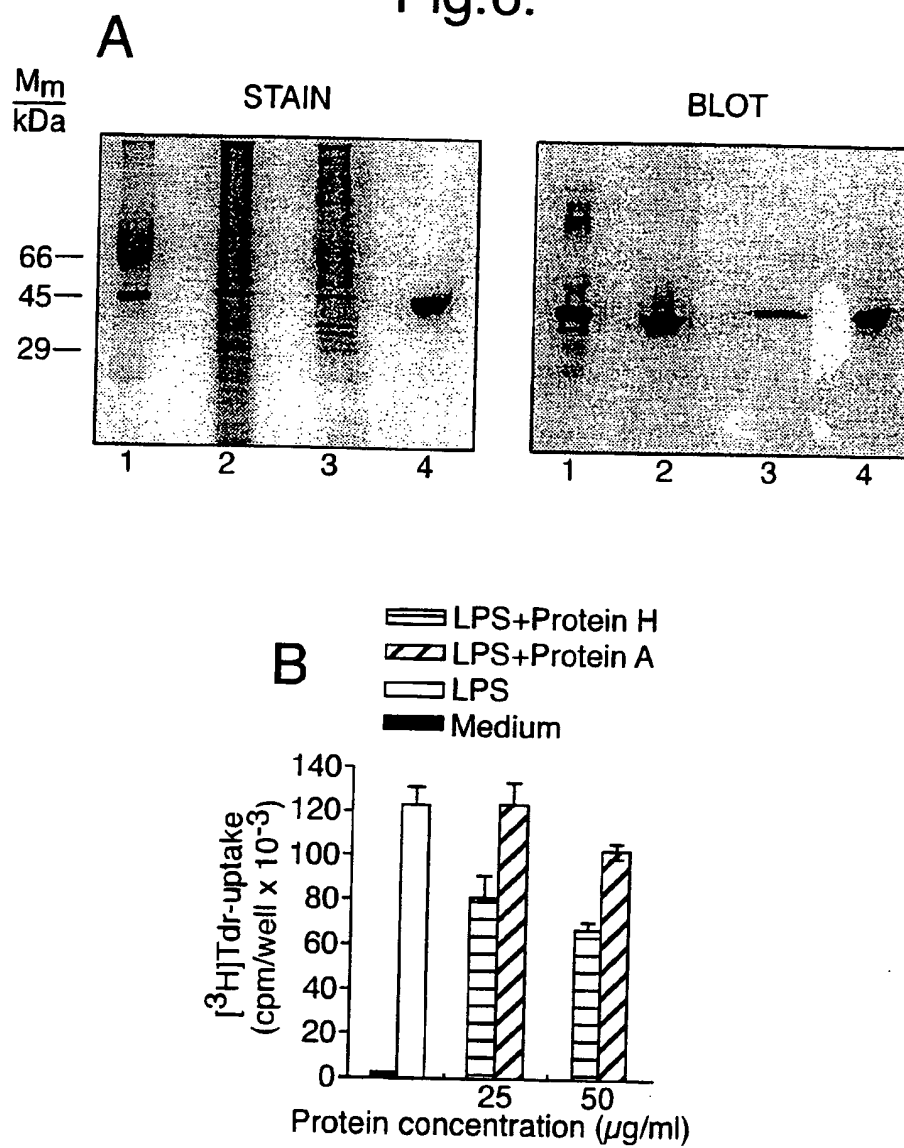 Fig.6.
A
Mm
kDa
STAIN
BLOT
66
45
29
1 2 3 4
1 2 3 4
B
LPS+Protein H
LPS+Protein A
LPS
Medium
[³H]Tdr-uptake
(cpm/well x 10⁻³)
140
120
100
80
60
40
20
0
25 50
Protein concentration (µg/ml)